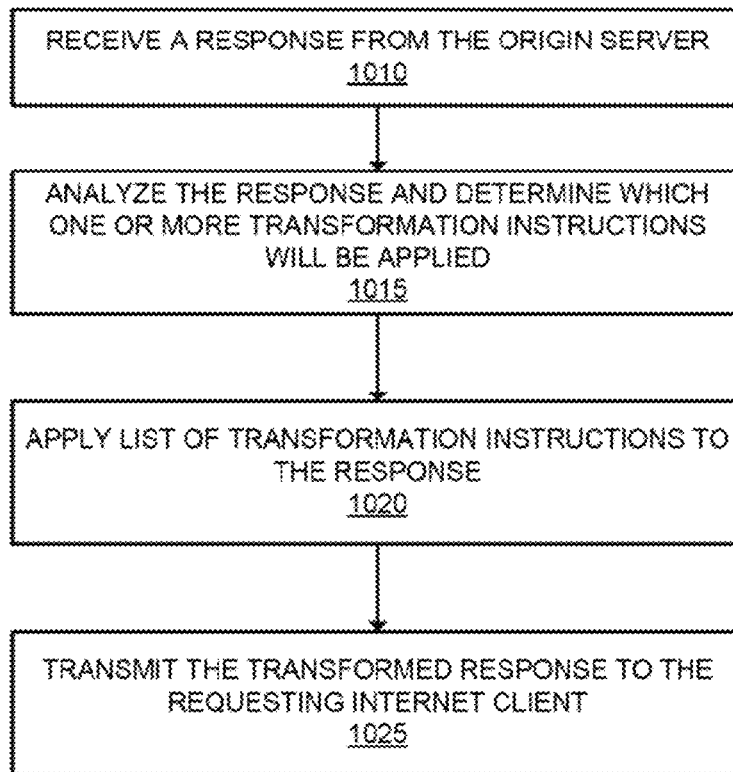 RECEIVE A RESPONSE FROM THE ORIGIN SERVER
1010
ANALYZE THE RESPONSE AND DETERMINE WHICH
ONE OR MORE TRANSFORMATION INSTRUCTIONS
WILL BE APPLIED
1015
APPLY LIST OF TRANSFORMATION INSTRUCTIONS TO
THE RESPONSE
1020
TRANSMIT THE TRANSFORMED RESPONSE TO THE
REQUESTING INTERNET CLIENT
1025